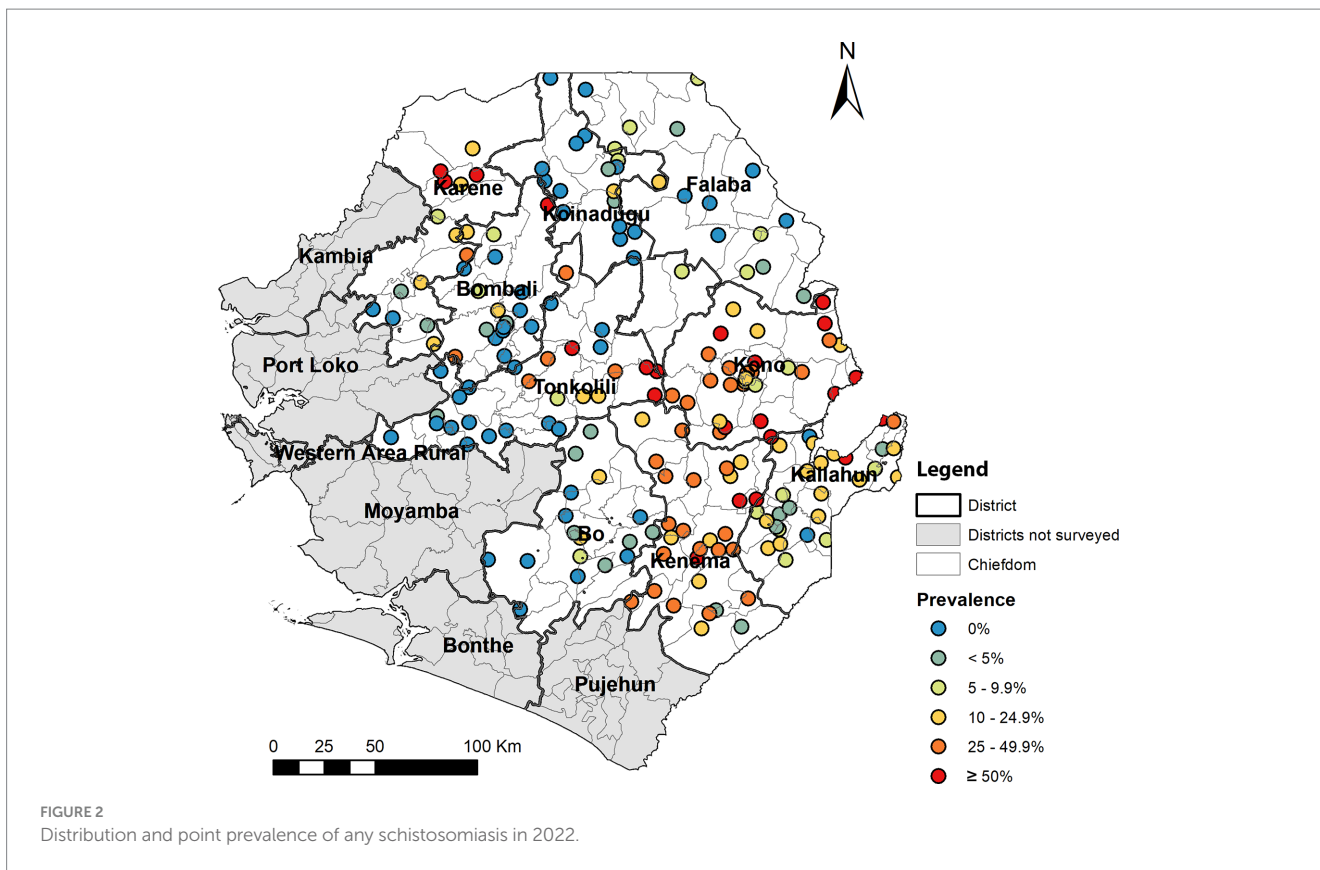 N
Falaba
Karene
Koinadugu
Kambia
Bombali
Port Loko
Kono
Tonkolili
Western Area Rural
Kailahun
Moyamba
Bo
Kenema
Bonthe
Pujehun
Legend
District
Districts not surveyed
Chiefdom
Prevalence
0%
< 5%
5 - 9.9%
10 - 24.9%
25 - 49.9%
≥ 50%
0 25 50 100 Km
FIGURE 2
Distribution and point prevalence of any schistosomiasis in 2022.